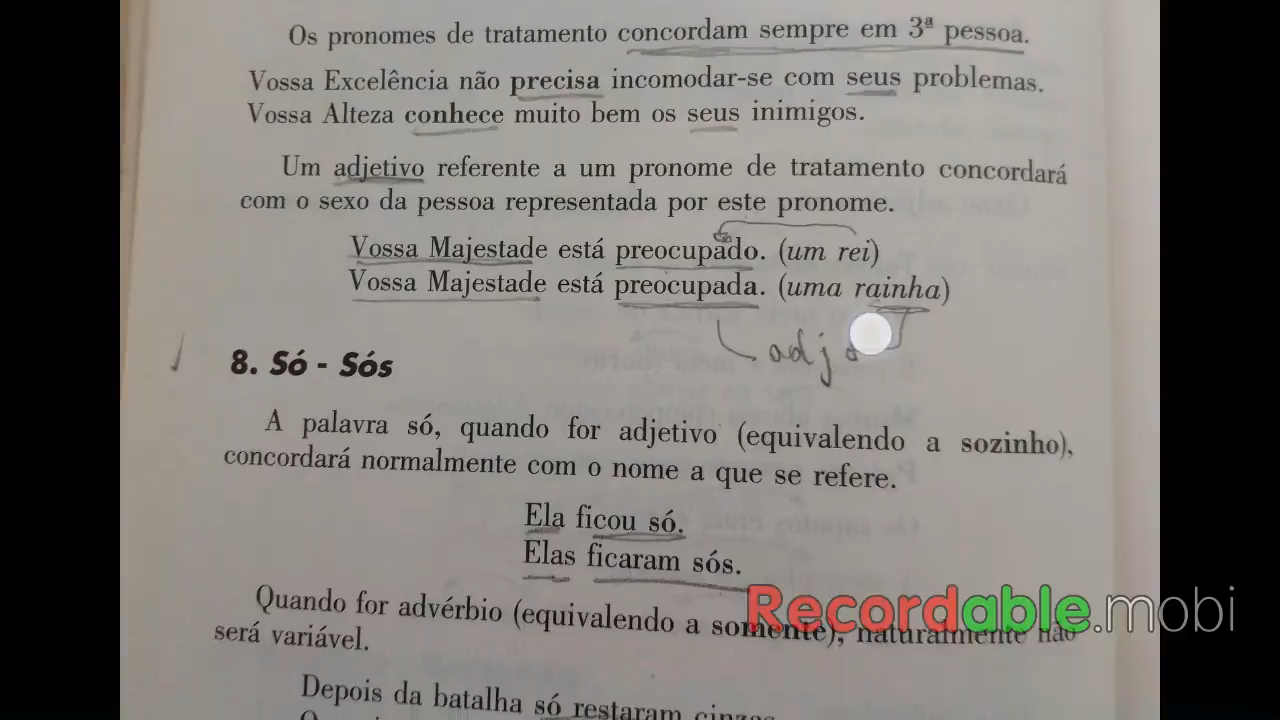 Os pronomes de tratamento concordam sempre em 3ª pessoa.
Vossa Excelência não precisa incomodar-se com seus problemas.
Vossa Alteza conhece muito bem os seus inimigos.
Um adjetivo referente a um pronome de tratamento concordará
com o sexo da pessoa representada por este pronome.
Vossa Majestade está preocupado. (um rei)
Vossa Majestade está preocupada. (uma rainha)
adj
8. Só - Sós
A palavra só, quando for adjetivo (equivalendo a sozinho),
concordará normalmente com o nome a que se refere.
Ela ficou só.
Elas ficaram sós.
Quando for advérbio (equivalendo a somente), naturalmente não
será variável.
Recordable.mobi
Depois da batalha só restaram cinzas